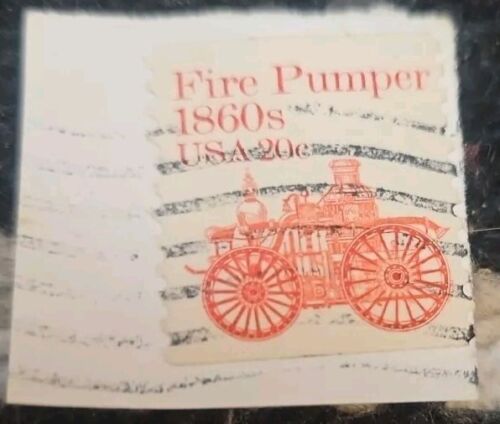 Fire Pumper
1860s
USA 20c